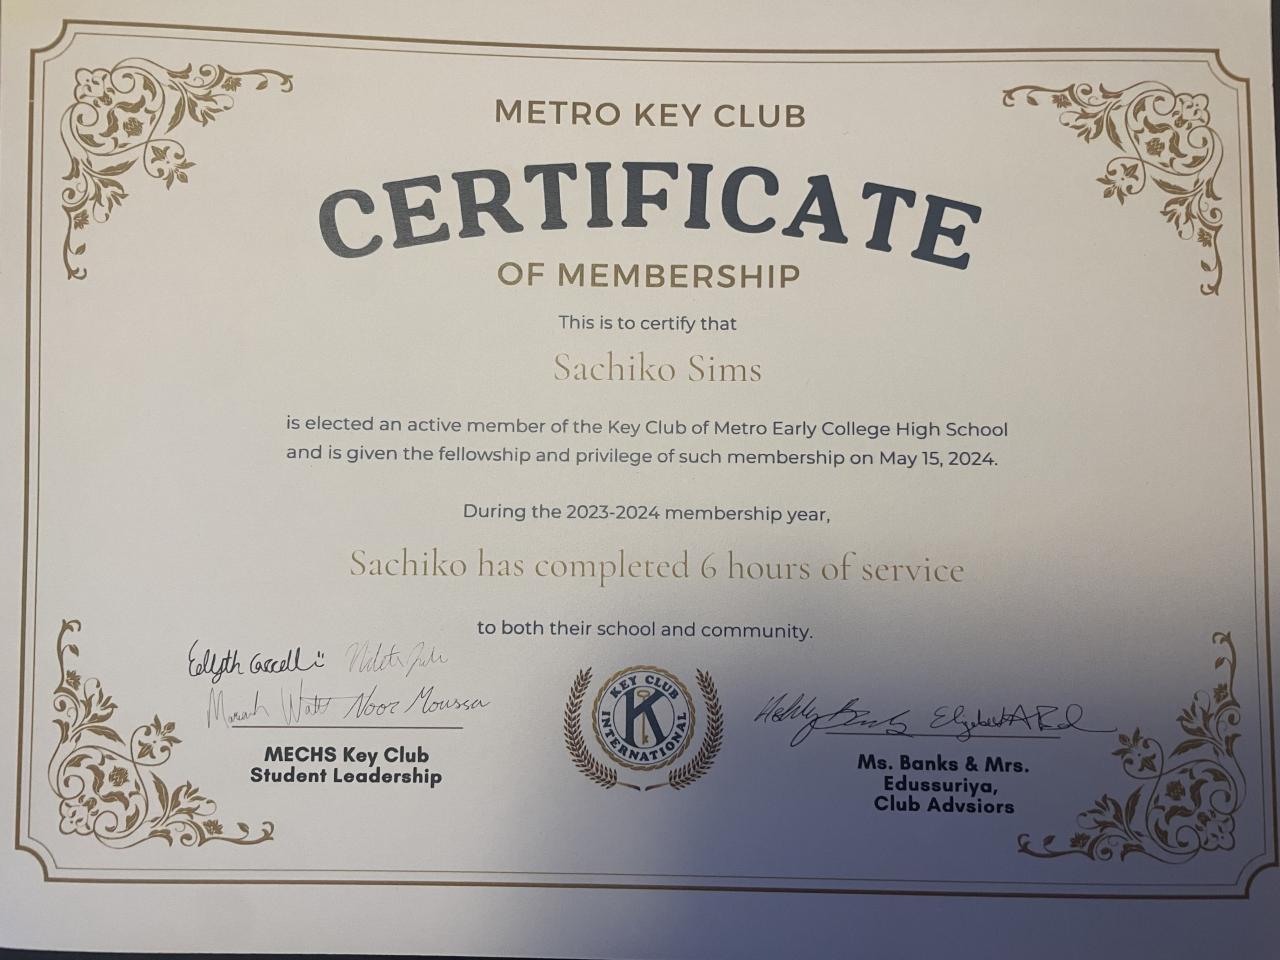 METRO KEY CLUB
CERTIFICATE
OF MEMBERSHIP
This is to certify that
Sachiko Sims
is elected an active member of the Key Club of Metro Early College High School
and is given the fellowship and privilege of such membership on May 15, 2024.
During the 2023-2024 membership year,
Sachiko has completed 6 hours of service
to both their school and community.
Mariah Watts Noor Moussa
MECHS Key Club
Student Leadership
KEY CLUB
K
INTERNATIONAL
Ms. Banks & Mrs.
Edussuriya,
Club Advsiors